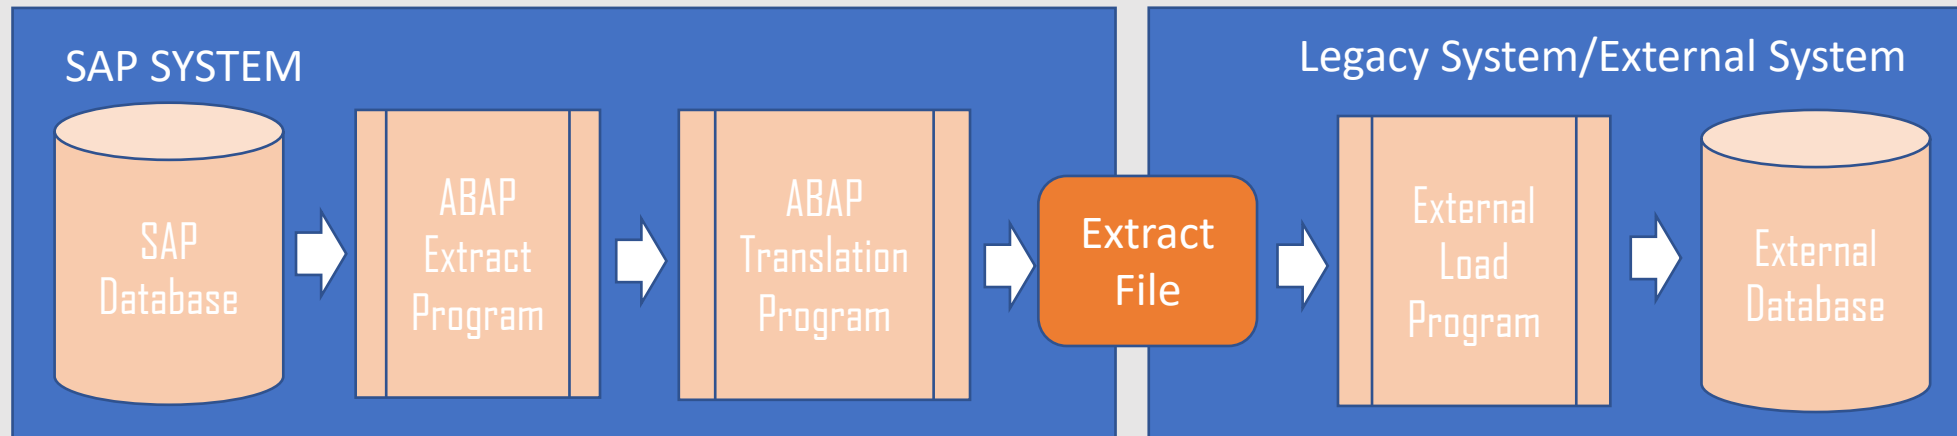 SAP SYSTEM
SAP
Database
ABAP
Extract
Program
ABAP
Translation
Program
Extract
File
Legacy System/External System
External
Load
Program
External
Database